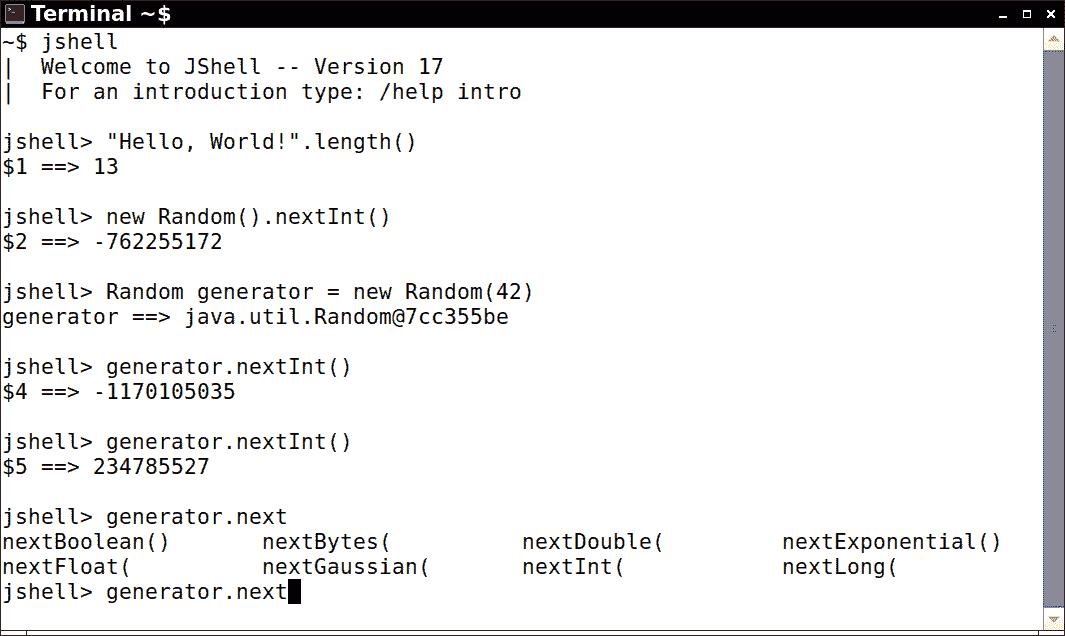 Terminal ~$
~$ jshell
|  Welcome to JShell -- Version 17
|  For an introduction type: /help intro
jshell> "Hello, World!".length()
$1 ==> 13
jshell> new Random().nextInt()
$2 ==> -762255172
jshell> Random generator = new Random(42)
generator ==> java.util.Random@7cc355be
jshell> generator.nextInt()
$4 ==> -1170105035
jshell> generator.nextInt()
$5 ==> 234785527
jshell> generator.next
nextBoolean()       nextBytes(          nextDouble(         nextExponential()
nextFloat(          nextGaussian(       nextInt(            nextLong(
jshell> generator.next